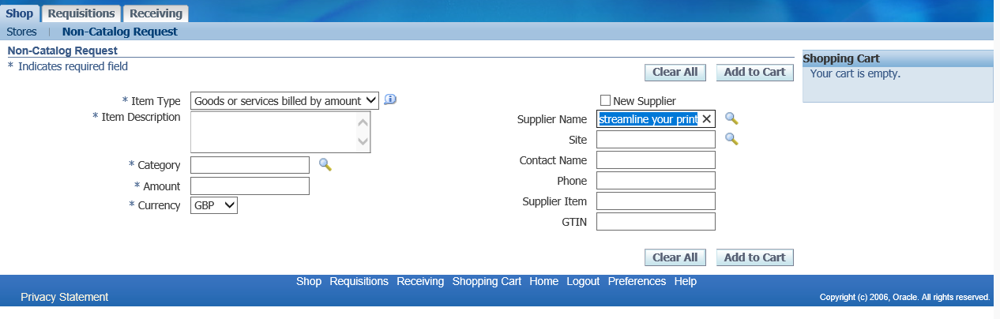 Shop Requisitions Receiving
Stores | Non-Catalog Request
Non-Catalog Request
* Indicates required field
Clear All Add to Cart
Shopping Cart
Your cart is empty.
* Item Type Goods or services billed by amount
* Item Description
* Category
* Amount
* Currency GBP
New Supplier
Supplier Name streamline your print
Site
Contact Name
Phone
Supplier Item
GTIN
Clear All Add to Cart
Shop Requisitions Receiving Shopping Cart Home Logout Preferences Help
Privacy Statement
Copyright (c) 2006, Oracle. All rights reserved.